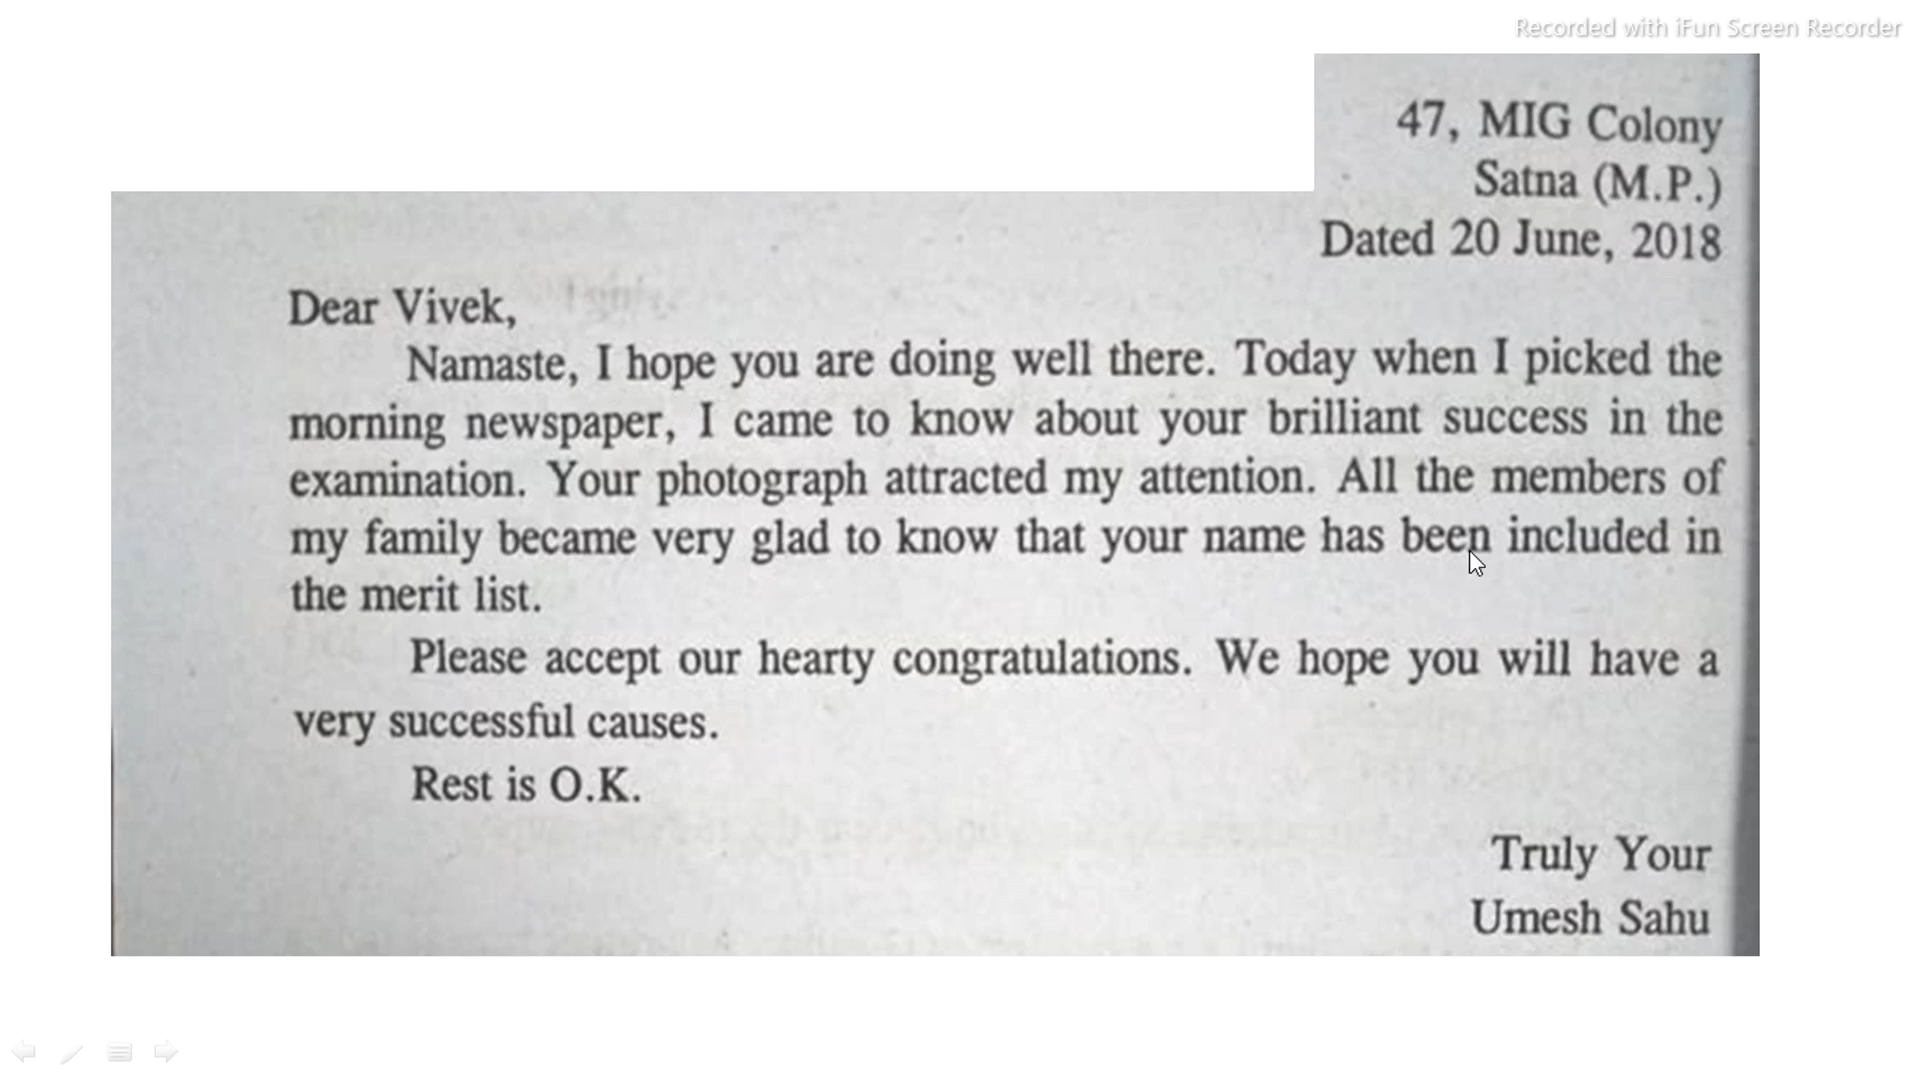 Recorded with iFun Screen Recorder
47, MIG Colony
Satna (M.P.)
Dated 20 June, 2018
Dear Vivek,
Namaste, I hope you are doing well there. Today when I picked the
morning newspaper, I came to know about your brilliant success in the
examination. Your photograph attracted my attention. All the members of
my family became very glad to know that your name has been included in
the merit list.
Please accept our hearty congratulations. We hope you will have a
very successful causes.
Rest is O.K.
Truly Your
Umesh Sahu